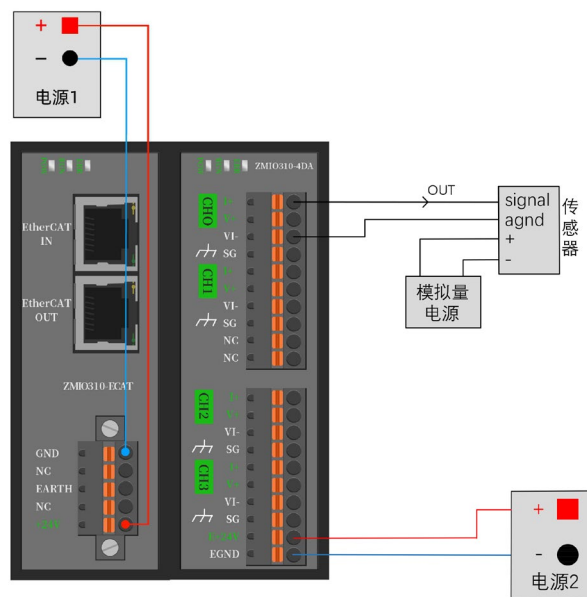 +
−
电源1
ZMIO310-4DA
EtherCAT
IN
EtherCAT
OUT
ZMIO310-ECAT
GND
NC
EARTH
NC
+24V
CH0
I+
V+
VI-
SG
CH1
I+
V+
VI-
SG
NC
NC
CH2
I+
V+
VI-
SG
CH3
I+
V+
VI-
SG
E+24V
EGND
OUT
signal
agnd
+
-
传感器
模拟量
电源
+
-
电源2